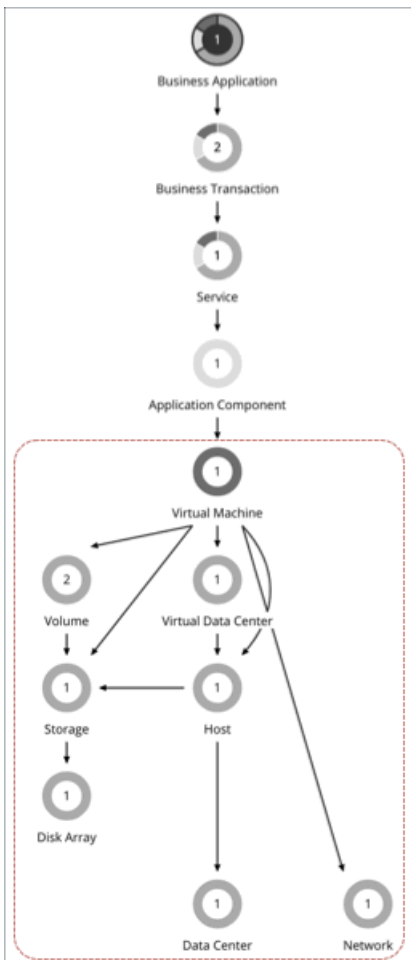 1
Business Application
2
Business Transaction
1
Service
1
Application Component
1
Virtual Machine
2
1
Volume
Virtual Data Center
1
1
Storage
Host
1
Disk Array
1
1
Data Center
Network